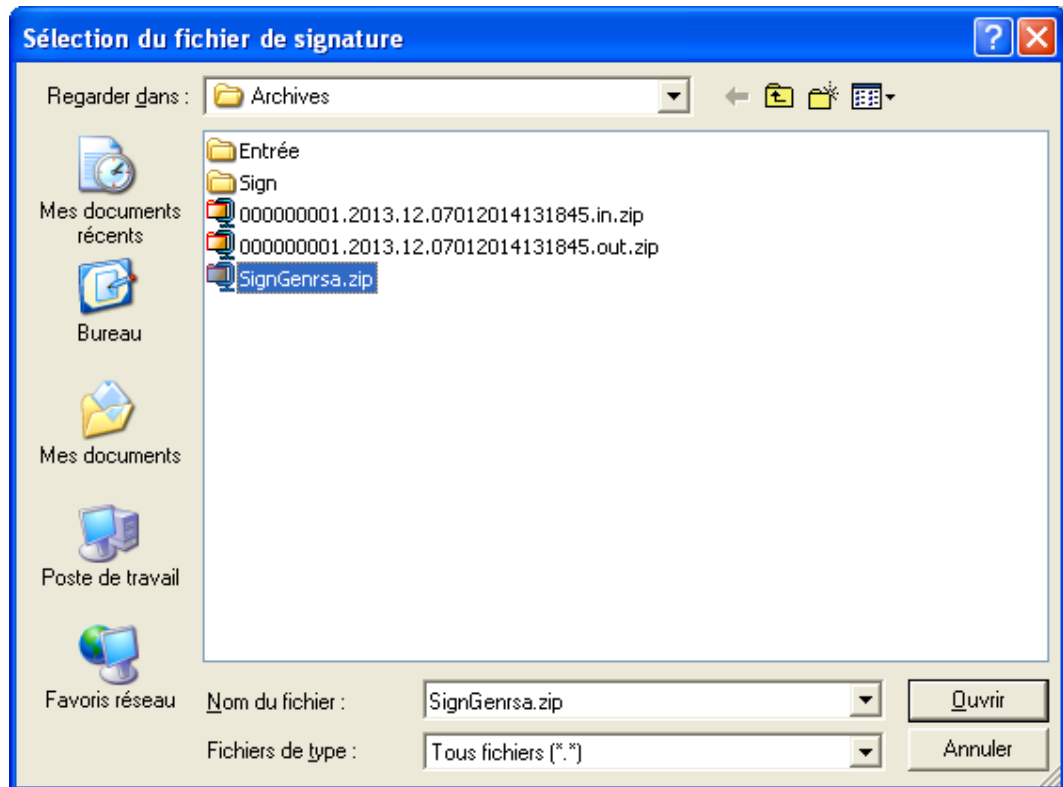 Sélection du fichier de signature
Regarder dans :
Archives
Mes documents
récents
Bureau
Mes documents
Poste de travail
Favoris réseau
Entrée
Sign
000000001.2013.12.07012014131845.in.zip
000000001.2013.12.07012014131845.out.zip
SignGenrsa.zip
Nom du fichier :
SignGenrsa.zip
Ouvrir
Fichiers de type :
Tous fichiers (*.*)
Annuler